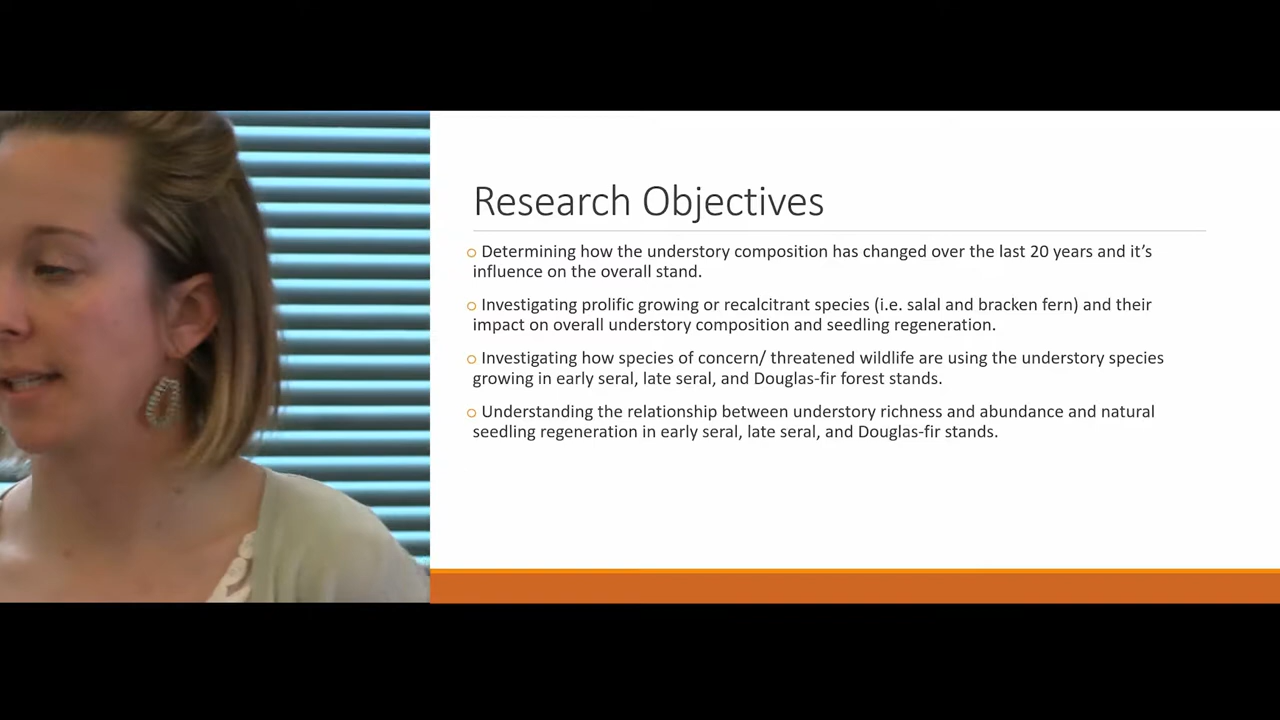 Research Objectives
o Determining how the understory composition has changed over the last 20 years and it’s
influence on the overall stand.
o Investigating prolific growing or recalcitrant species (i.e. salal and bracken fern) and their
impact on overall understory composition and seedling regeneration.
o Investigating how species of concern/ threatened wildlife are using the understory species
growing in early seral, late seral, and Douglas-fir forest stands.
o Understanding the relationship between understory richness and abundance and natural
seedling regeneration in early seral, late seral, and Douglas-fir stands.